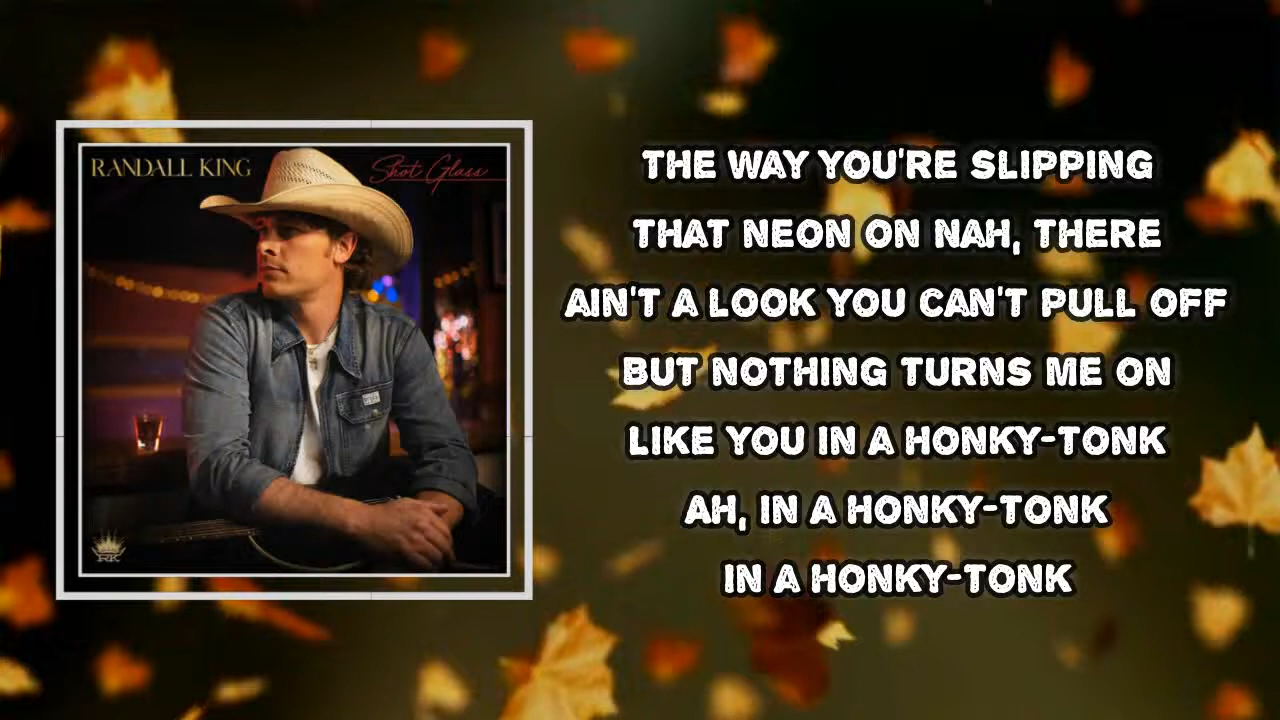 RANDALL KING
Shot Glass
RK
THE WAY YOU'RE SLIPPING
THAT NEON ON NAH, THERE
AIN'T A LOOK YOU CAN'T PULL OFF
BUT NOTHING TURNS ME ON
LIKE YOU IN A HONKY-TONK
AH, IN A HONKY-TONK
IN A HONKY-TONK